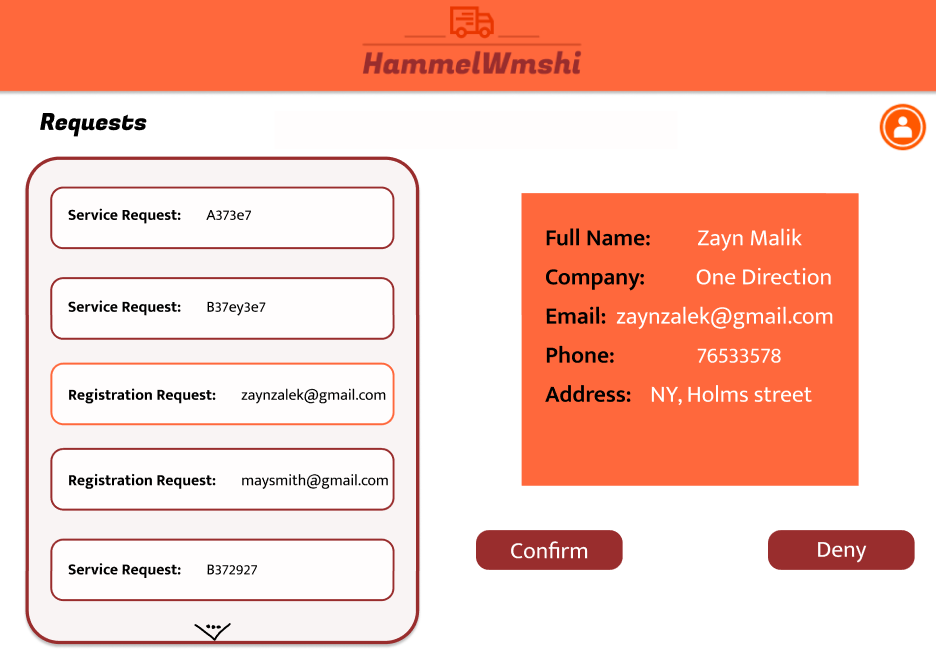 HammelWmshi
Requests
Service Request: A373e7
Service Request: B37ey3e7
Registration Request: zaynzalek@gmail.com
Registration Request: maysmith@gmail.com
Service Request: B372927
Full Name: Zayn Malik
Company: One Direction
Email: zaynzalek@gmail.com
Phone: 76533578
Address: NY, Holms street
Confirm
Deny